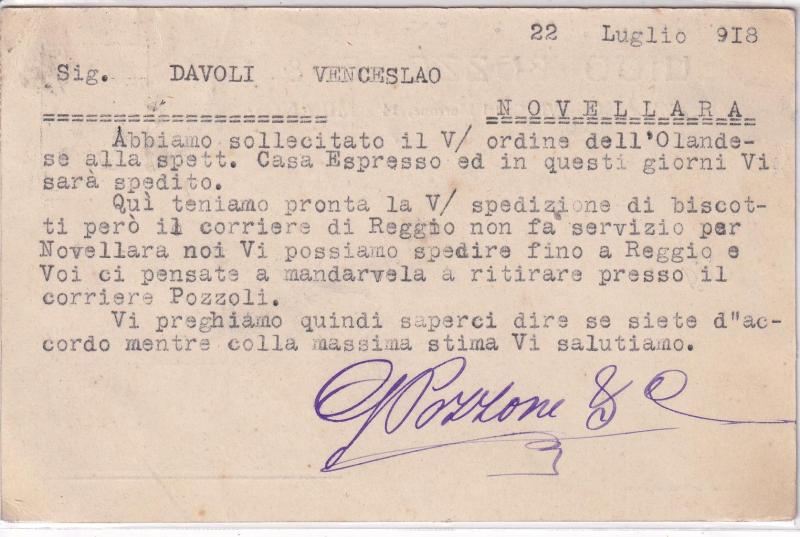 22 Luglio 9I8
Sig. DAVOLI VENCESLAO
NOVELLARA
Abbiamo sollecitato il V/ ordine dell'Olande-
se alla spett. Casa Espresso ed in questi giorni Vi
sarà spedito.
Quì teniamo pronta la V/ spedizione di biscot-
ti però il corriere di Reggio non fa servizio per
Novellara noi Vi possiamo spedire fino a Reggio e
Voi ci pensate a mandarvela a ritirare presso il
corriere Pozzoli.
Vi preghiamo quindi saperci dire se siete d"ac-
cordo mentre colla massima stima Vi salutiamo.
G Pozzone & C